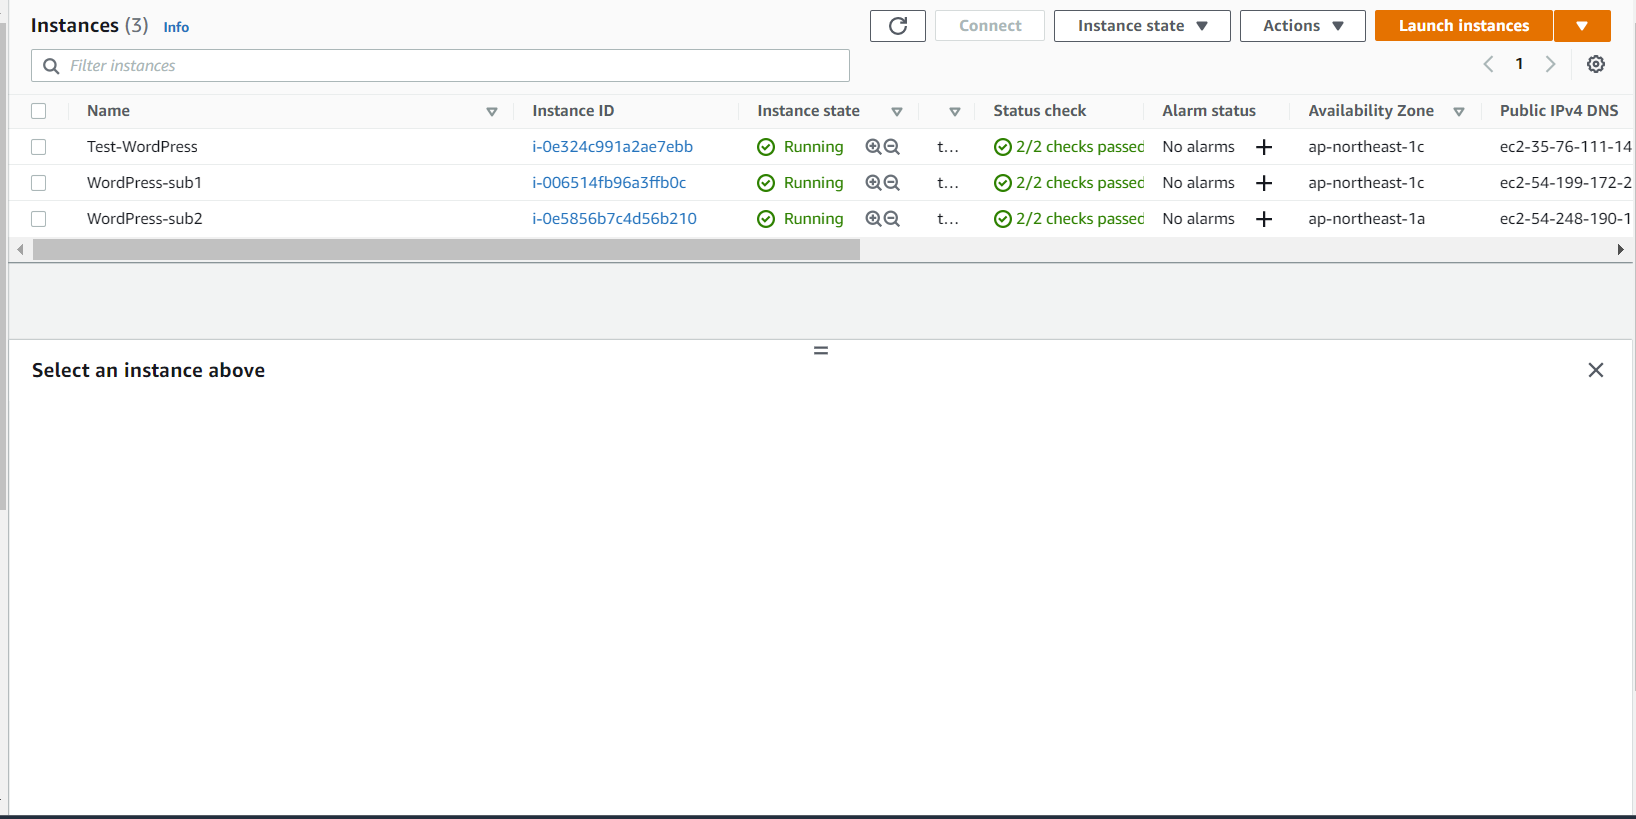 Instances (3) Info Connect Instance state Actions Launch instances
Filter instances 1
Name Instance ID Instance state Status check Alarm status Availability Zone Public IPv4 DNS
Test-WordPress i-0e324c991a2ae7ebb Running t... 2/2 checks passed No alarms + ap-northeast-1c ec2-35-76-111-14
WordPress-sub1 i-006514fb96a3ffb0c Running t... 2/2 checks passed No alarms + ap-northeast-1c ec2-54-199-172-2
WordPress-sub2 i-0e5856b7c4d56b210 Running t... 2/2 checks passed No alarms + ap-northeast-1a ec2-54-248-190-1
Select an instance above